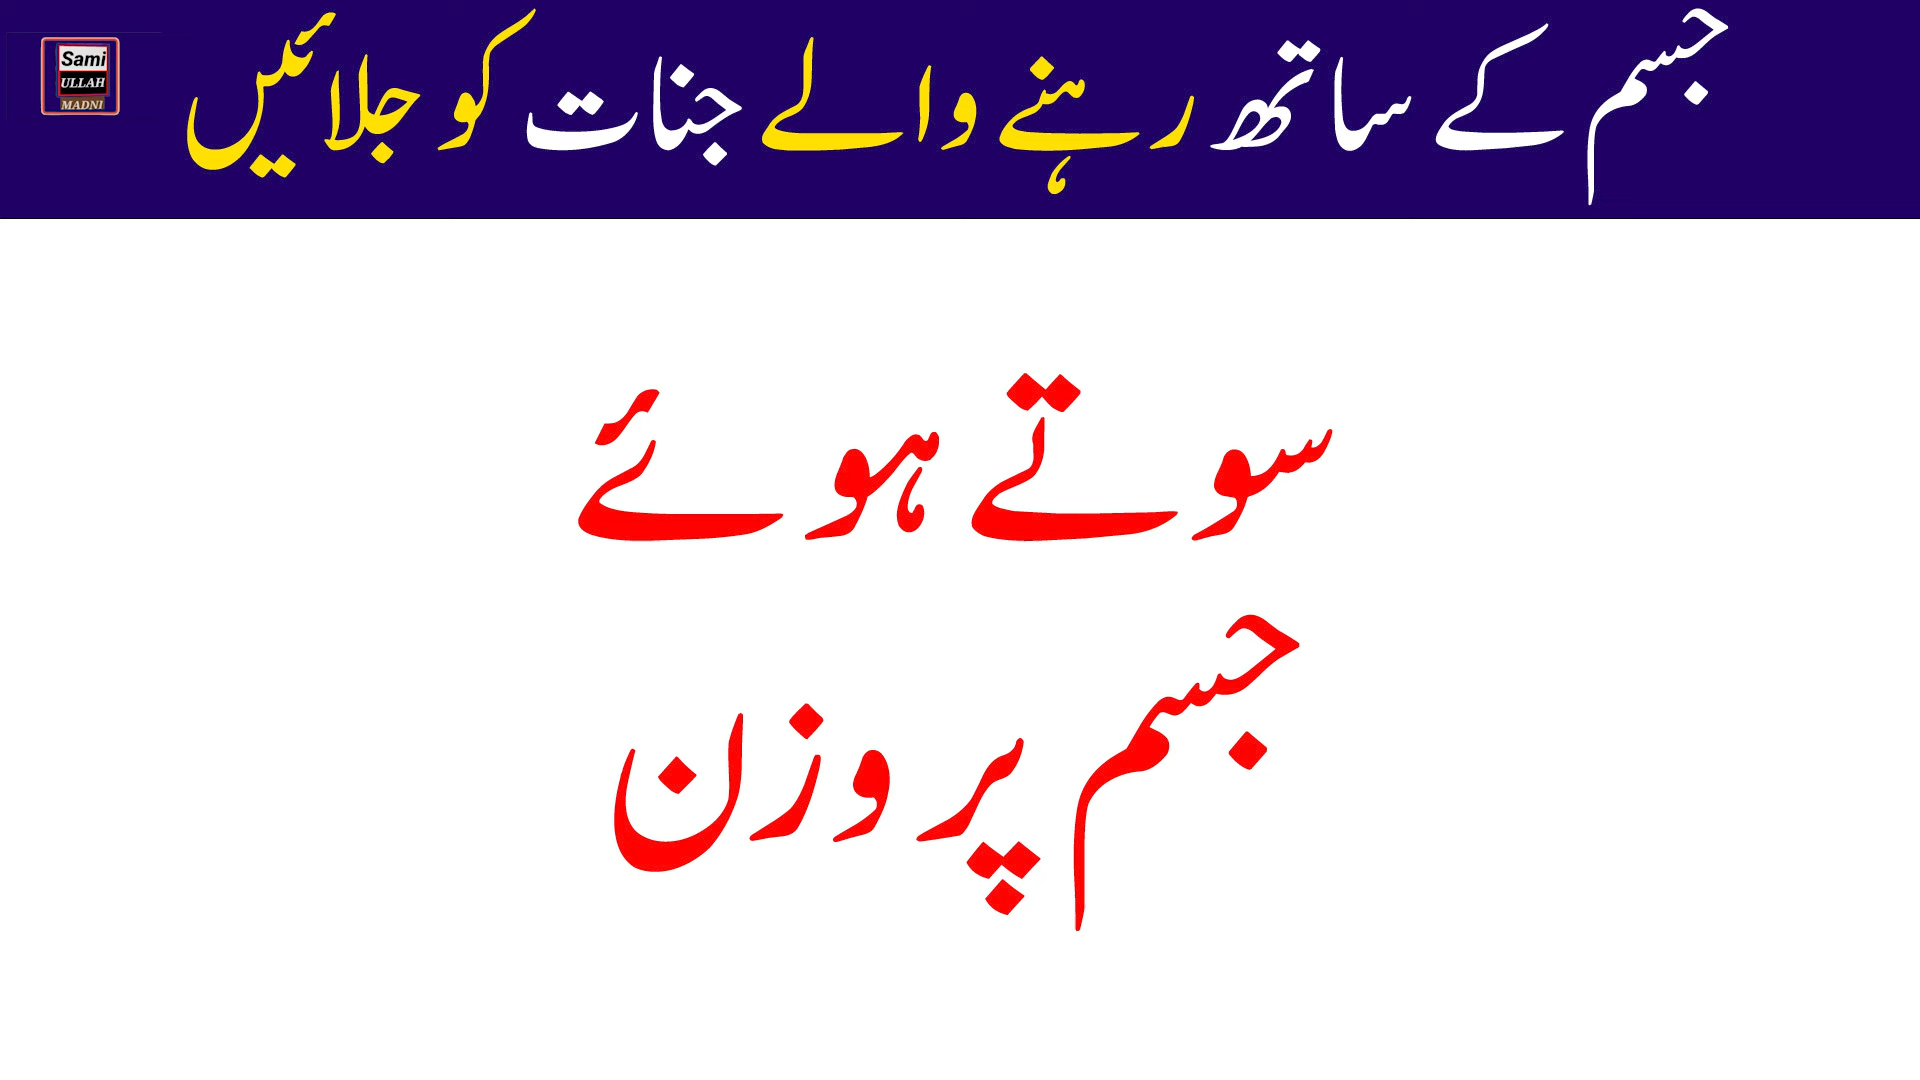 جسم کے ساتھ رہنے والے جنات کو جلائیں
Sami
ULLAH
MADNI
سوتے ہوئے
جسم پر وزن